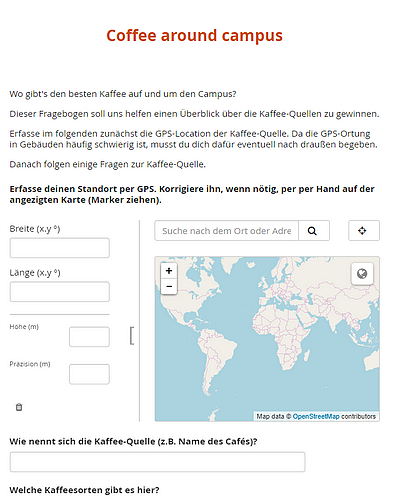 Coffee around campus
Wo gibt's den besten Kaffee auf und um den Campus?
Dieser Fragebogen soll uns helfen einen Überblick über die Kaffee-Quellen zu gewinnen.
Erfasse im folgenden zunächst die GPS-Location der Kaffee-Quelle. Da die GPS-Ortung
in Gebäuden häufig schwierig ist, musst du dich dafür eventuell nach draußen begeben.
Danach folgen einige Fragen zur Kaffee-Quelle.
Erfasse deinen Standort per GPS. Korrigiere ihn, wenn nötig, per per Hand auf der
angezigten Karte (Marker ziehen).
Breite (x.y °)
Suche nach dem Ort oder Adre
Länge (x.y °)
+
−
Höhe (m)
Präzision (m)
Map data © OpenStreetMap contributors
Wie nennt sich die Kaffee-Quelle (z.B. Name des Cafés)?
Welche Kaffeesorten gibt es hier?